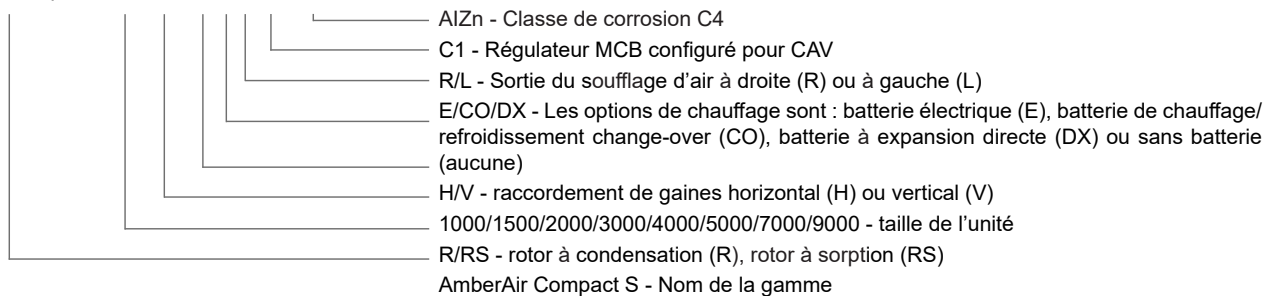 AIZn - Classe de corrosion C4
C1 - Régulateur MCB configuré pour CAV
R/L - Sortie du soufflage d’air à droite (R) ou à gauche (L)
E/CO/DX - Les options de chauffage sont : batterie électrique (E), batterie de chauffage/
refroidissement change-over (CO), batterie à expansion directe (DX) ou sans batterie
(aucune)
H/V - raccordement de gaines horizontal (H) ou vertical (V)
1000/1500/2000/3000/4000/5000/7000/9000 - taille de l’unité
R/RS - rotor à condensation (R), rotor à sorption (RS)
AmberAir Compact S - Nom de la gamme